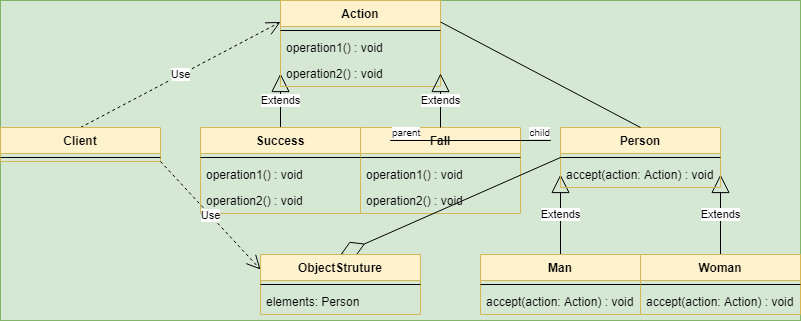 Action
operation1() : void
operation2() : void
Use
Extends
Extends
parent
child
Client
Success
Fall
Person
operation1() : void
operation1() : void
accept(action: Action) : void
operation2() : void
operation2() : void
Use
Extends
Extends
ObjectStruture
Man
Woman
elements: Person
accept(action: Action) : void
accept(action: Action) : void